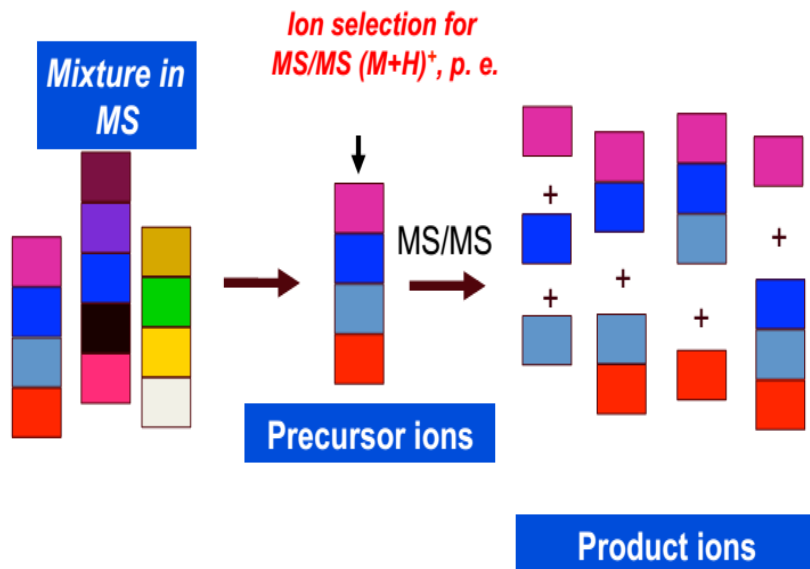 Ion selection for
MS/MS (M+H)⁺, p. e.
Mixture in
MS
MS/MS
+
+
+
+
+
Precursor ions
Product ions